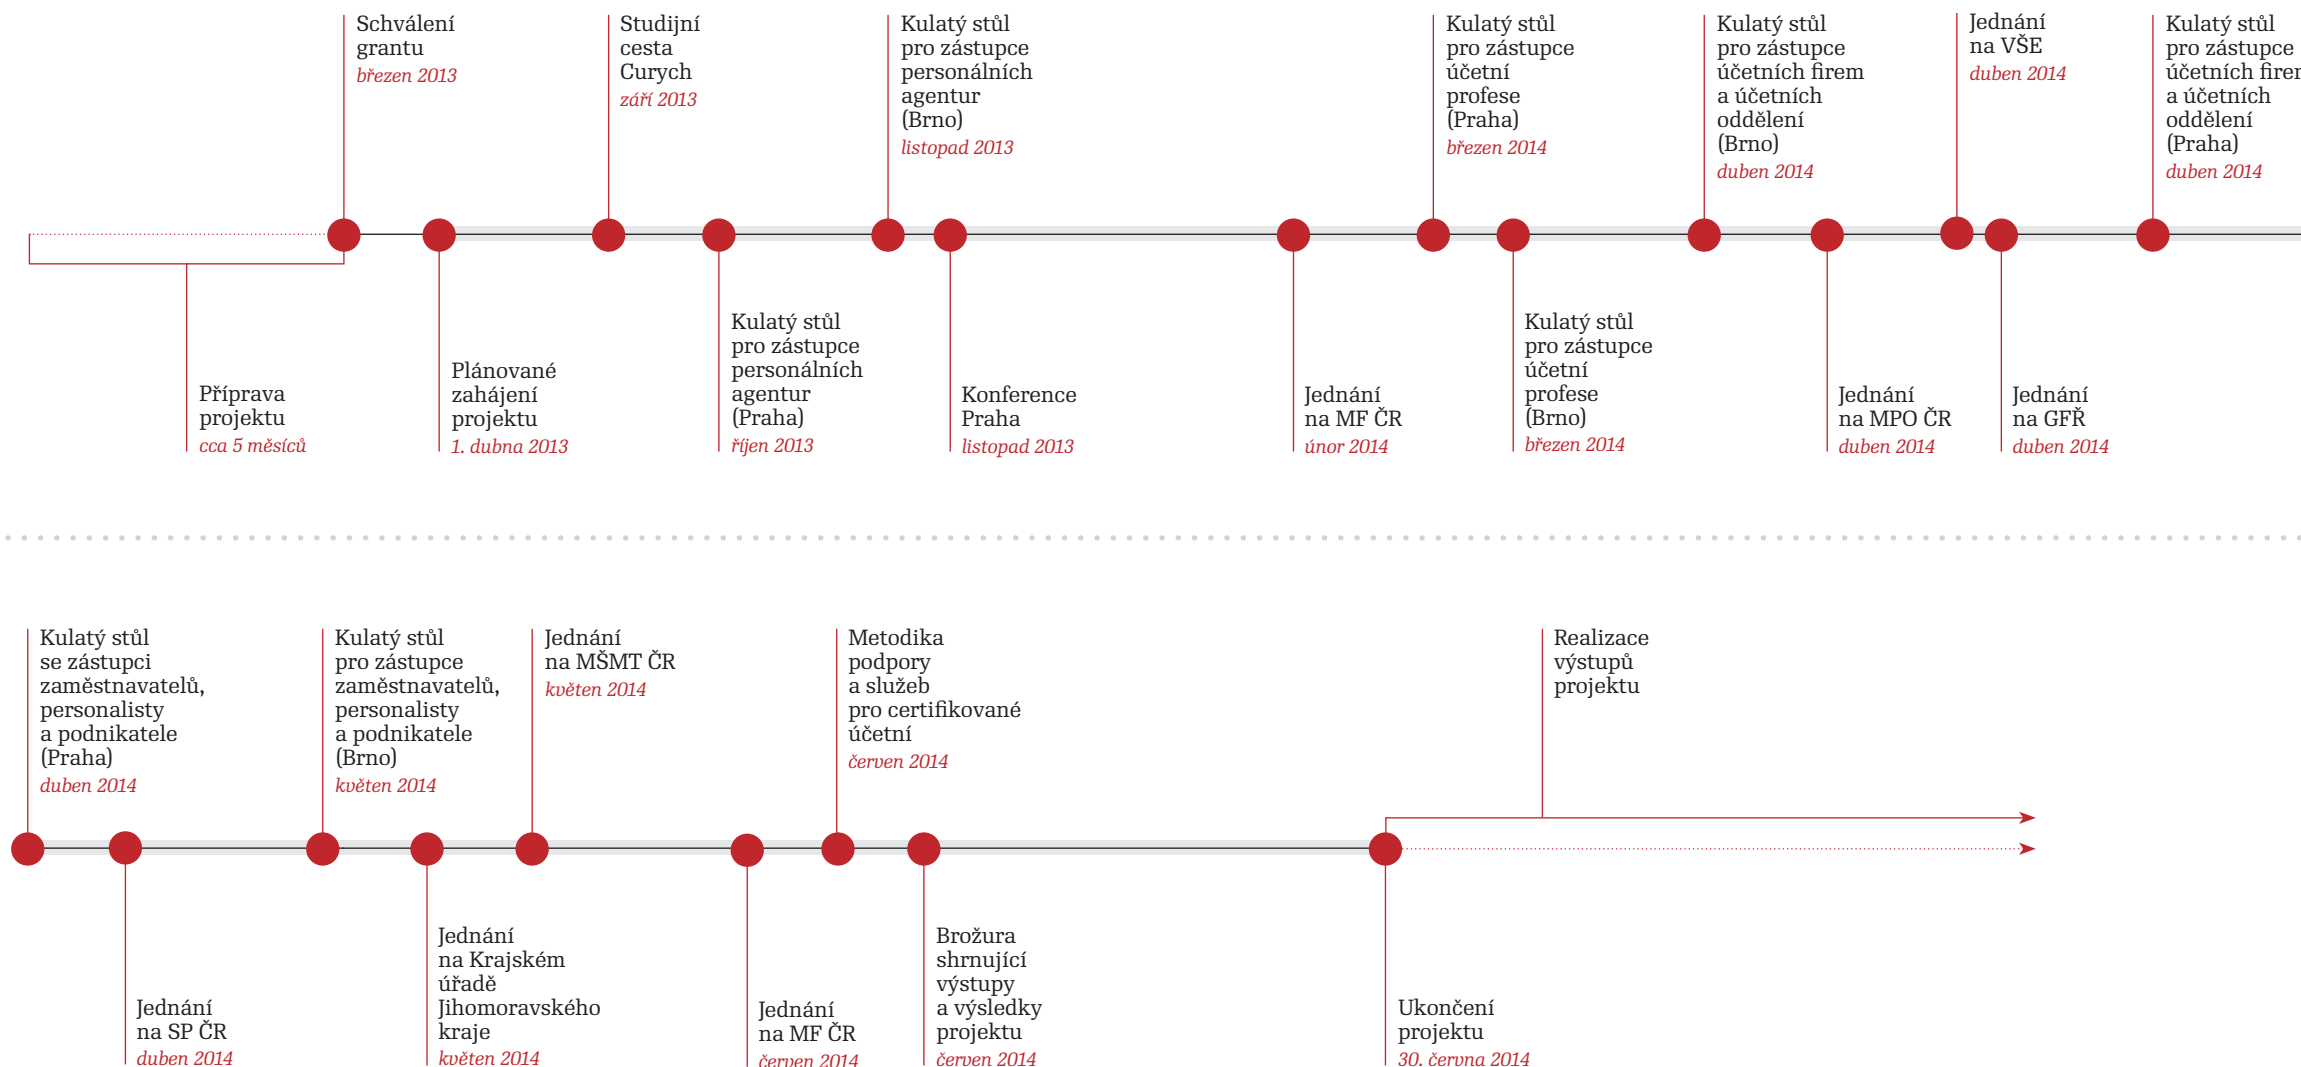 Schválení
grantu
březen 2013
Studijní
cesta
Curych
září 2013
Kulatý stůl
pro zástupce
personálních
agentur
(Brno)
listopad 2013
Kulatý stůl
pro zástupce
účetní
profese
(Praha)
březen 2014
Kulatý stůl
pro zástupce
účetních firem
a účetních
oddělení
(Brno)
duben 2014
Jednání
na VŠE
duben 2014
Kulatý stůl
pro zástupce
účetních
a účetních
oddělení
(Praha)
duben 2014
Příprava
projektu
cca 5 měsíců
Plánované
zahájení
projektu
1. dubna 2013
Kulatý stůl
pro zástupce
personálních
agentur
(Praha)
říjen 2013
Konference
Praha
listopad 2013
Jednání
na MF ČR
únor 2014
Kulatý stůl
pro zástupce
účetní
profese
(Brno)
březen 2014
Jednání
na MPO ČR
duben 2014
Jednání
na GFŘ
duben 2014
Kulatý stůl
se zástupci
zaměstnavatelů,
personalisty
a podnikatele
(Praha)
duben 2014
Kulatý stůl
pro zástupce
zaměstnavatelů,
personalisty
a podnikatele
(Brno)
květen 2014
Jednání
na MŠMT ČR
květen 2014
Metodika
podpory
a služeb
pro certifikované
účetní
červen 2014
Realizace
výstupů
projektu
Jednání
na SP ČR
duben 2014
Jednání
na Krajském
úřadě
Jihomoravského
kraje
květen 2014
Jednání
na MF ČR
červen 2014
Brožura
shrnující
výstupy
a výsledky
projektu
červen 2014
Ukončení
projektu
30. června 2014